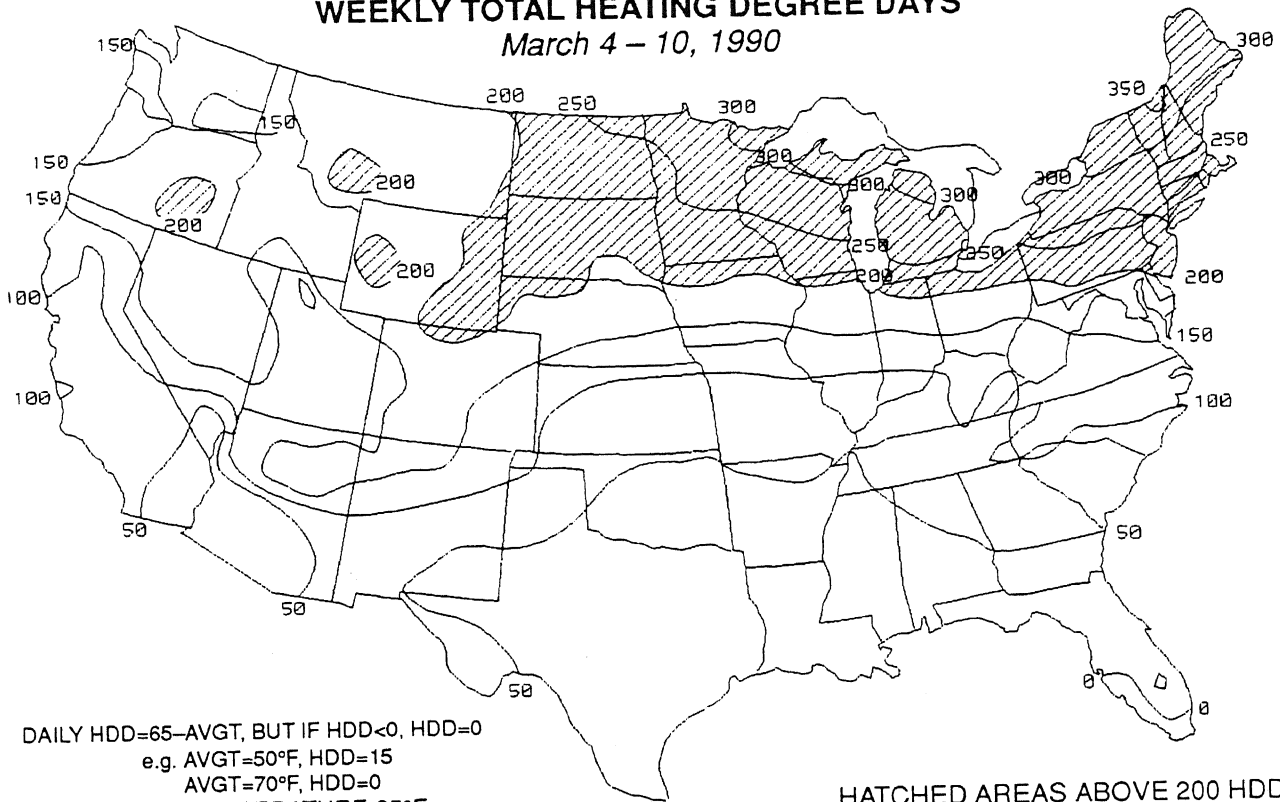 WEEKLY TOTAL HEATING DEGREE DAYS
March 4 – 10, 1990
150
300
200 250 300 350
150
250
150
300
200
300 300 300
150
200
250 250
200
200
200
100
150
100
100
50
50
50
50
0
0
DAILY HDD=65–AVGT, BUT IF HDD<0, HDD=0
e.g. AVGT=50°F, HDD=15
AVGT=70°F, HDD=0
HATCHED AREAS ABOVE 200 HDD